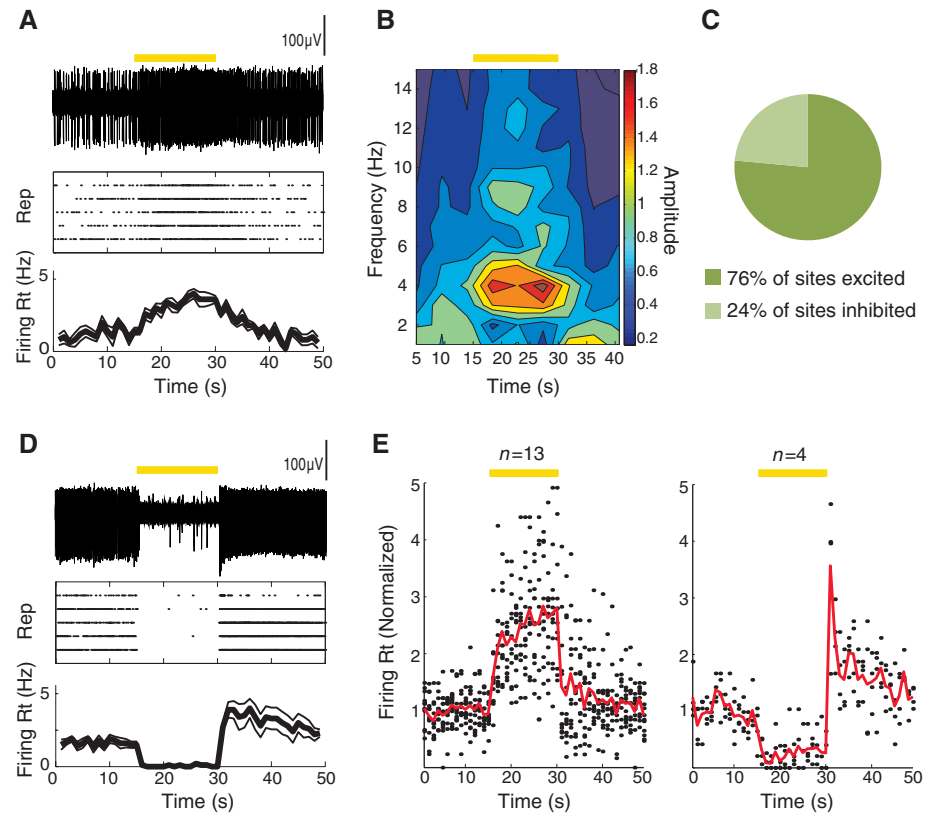 A
100µV
Rep
Firing Rt (Hz)
5
0
0 10 20 30 40 50
Time (s)
B
Frequency (Hz)
14
12
10
8
6
4
2
5 10 15 20 25 30 35 40
Time (s)
1.8
1.6
1.4
1.2
1
0.8
0.6
0.4
0.2
Amplitude
C
76% of sites excited
24% of sites inhibited
D
100µV
Rep
Firing Rt (Hz)
5
0
0 10 20 30 40 50
Time (s)
E
n=13
Firing Rt (Normalized)
5
4
3
2
1
0 10 20 30 40 50
Time (s)
n=4
5
4
3
2
1
0 10 20 30 40 50
Time (s)